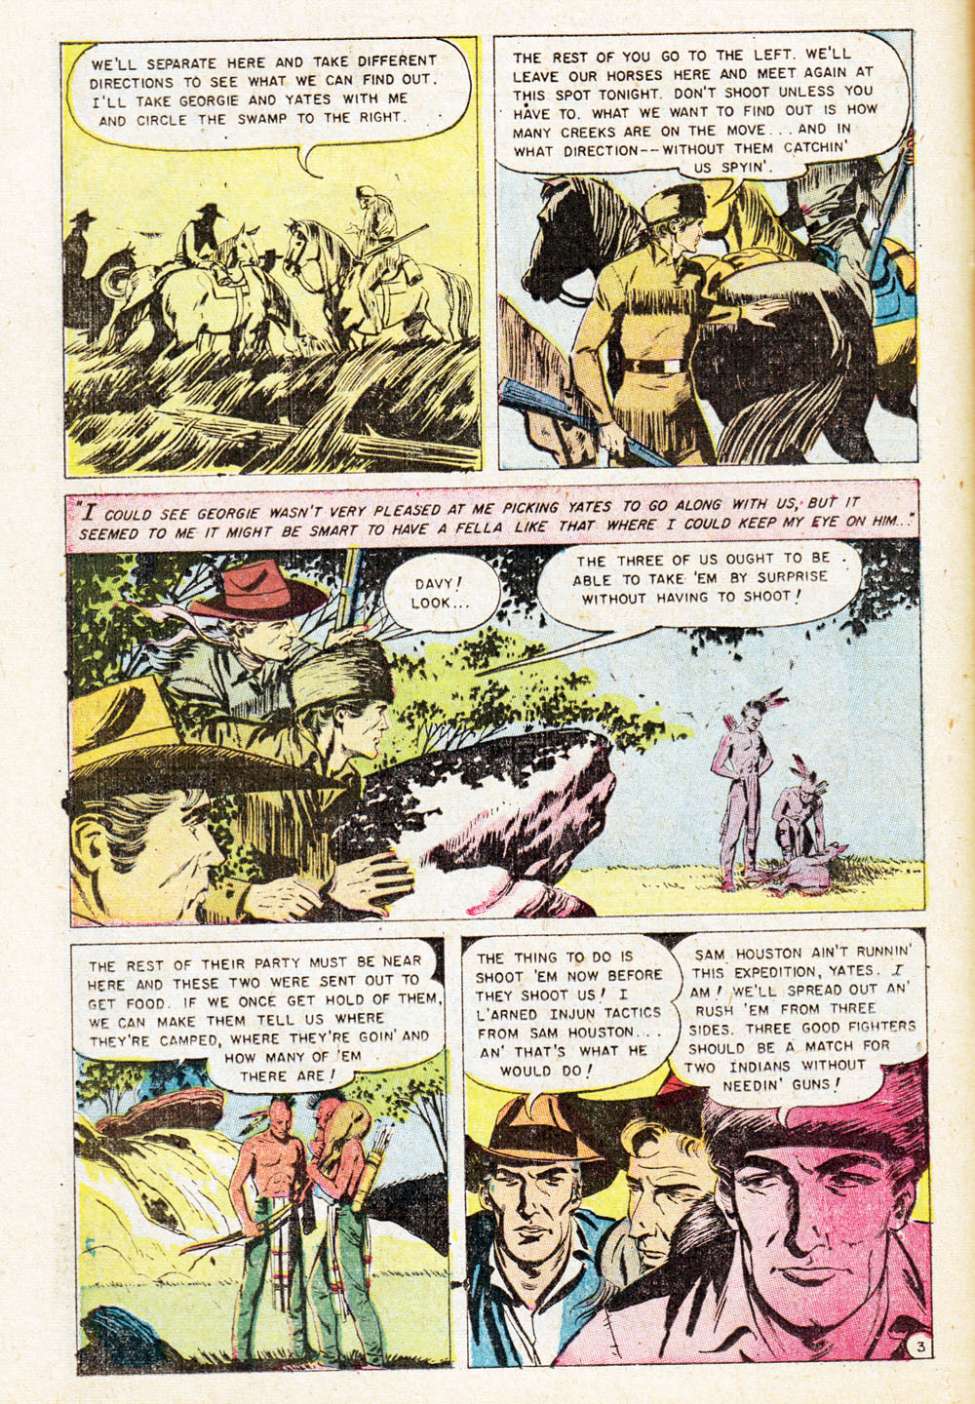 WE'LL SEPARATE HERE AND TAKE DIFFERENT
DIRECTIONS TO SEE WHAT WE CAN FIND OUT.
I'LL TAKE GEORGIE AND YATES WITH ME
AND CIRCLE THE SWAMP TO THE RIGHT.
THE REST OF YOU GO TO THE LEFT. WE'LL
LEAVE OUR HORSES HERE AND MEET AGAIN AT
THIS SPOT TONIGHT. DON'T SHOOT UNLESS YOU
HAVE TO. WHAT WE WANT TO FIND OUT IS HOW
MANY CREEKS ARE ON THE MOVE...AND IN
WHAT DIRECTION--WITHOUT THEM CATCHIN'
US SPYIN'.
"I COULD SEE GEORGIE WASN'T VERY PLEASED AT ME PICKING YATES TO GO ALONG WITH US, BUT IT
SEEMED TO ME IT MIGHT BE SMART TO HAVE A FELLA LIKE THAT WHERE I COULD KEEP MY EYE ON HIM..."
DAVY!
LOOK...
THE THREE OF US OUGHT TO BE
ABLE TO TAKE 'EM BY SURPRISE
WITHOUT HAVING TO SHOOT!
THE REST OF THEIR PARTY MUST BE NEAR
HERE AND THESE TWO WERE SENT OUT TO
GET FOOD. IF WE ONCE GET HOLD OF THEM,
WE CAN MAKE THEM TELL US WHERE
THEY'RE CAMPED, WHERE THEY'RE GOIN' AND
HOW MANY OF 'EM
THERE ARE!
THE THING TO DO IS
SHOOT 'EM NOW BEFORE
THEY SHOOT US! I
L'ARNED INJUN TACTICS
FROM SAM HOUSTON...
AN' THAT'S WHAT HE
WOULD DO!
SAM HOUSTON AIN'T RUNNIN'
THIS EXPEDITION, YATES. I
AM! WE'LL SPREAD OUT AN'
RUSH 'EM FROM THREE
SIDES. THREE GOOD FIGHTERS
SHOULD BE A MATCH FOR
TWO INDIANS WITHOUT
NEEDIN' GUNS!
3